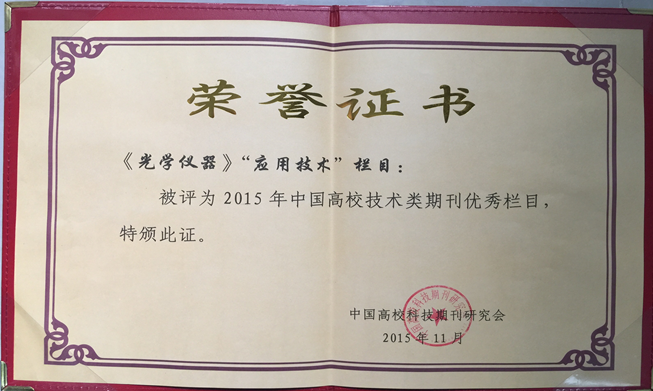 荣誉证书
《光学仪器》“应用技术”栏目：
被评为2015年中国高校技术类期刊优秀栏目，
特颁此证。
中国高校科技期刊研究会
2015年11月